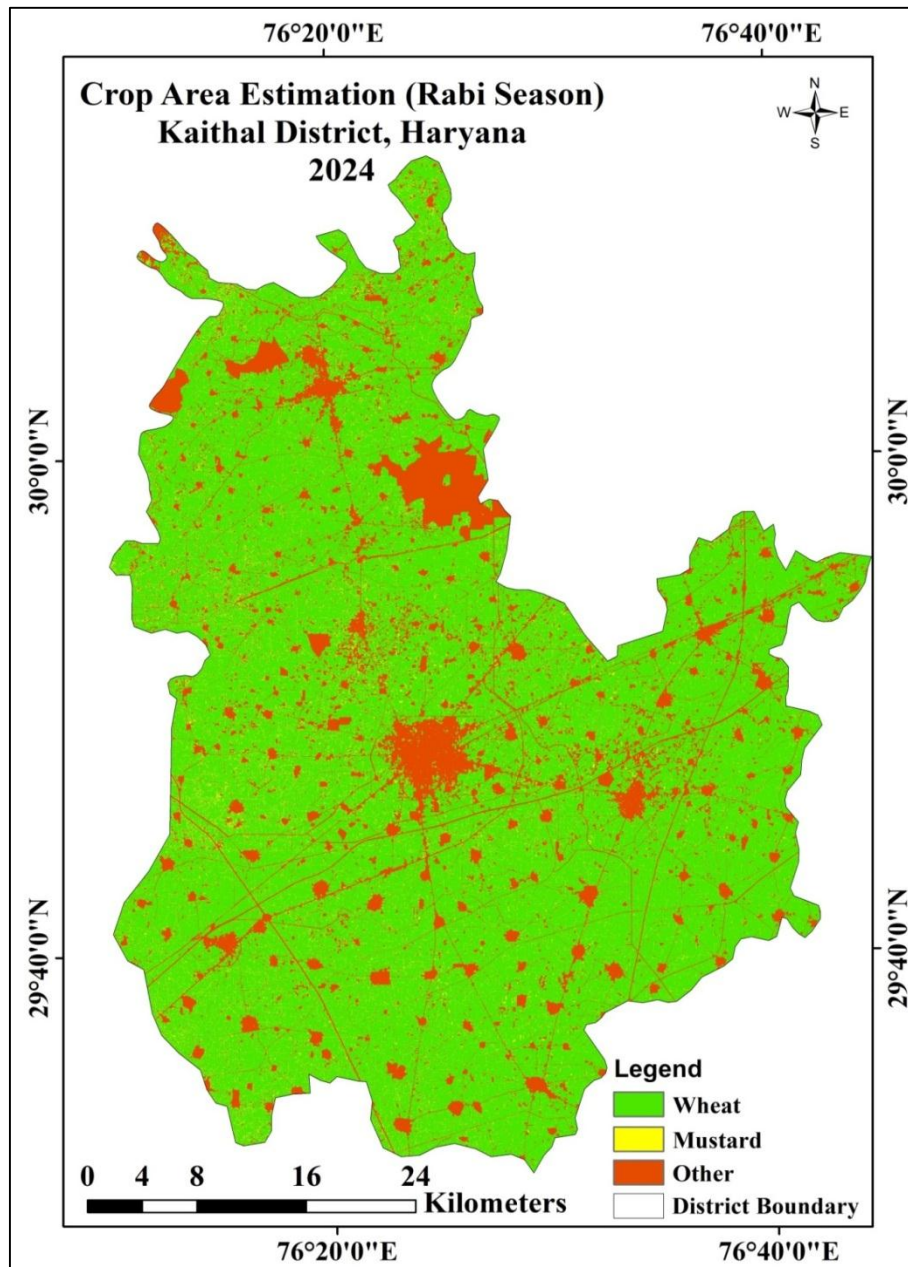 76°20'0"E
76°40'0"E
Crop Area Estimation (Rabi Season)
Kaithal District, Haryana
2024
N
W E
S
30°0'0"N
30°0'0"N
29°40'0"N
29°40'0"N
Legend
Wheat
Mustard
Other
District Boundary
0 4 8 16 24
Kilometers
76°20'0"E
76°40'0"E